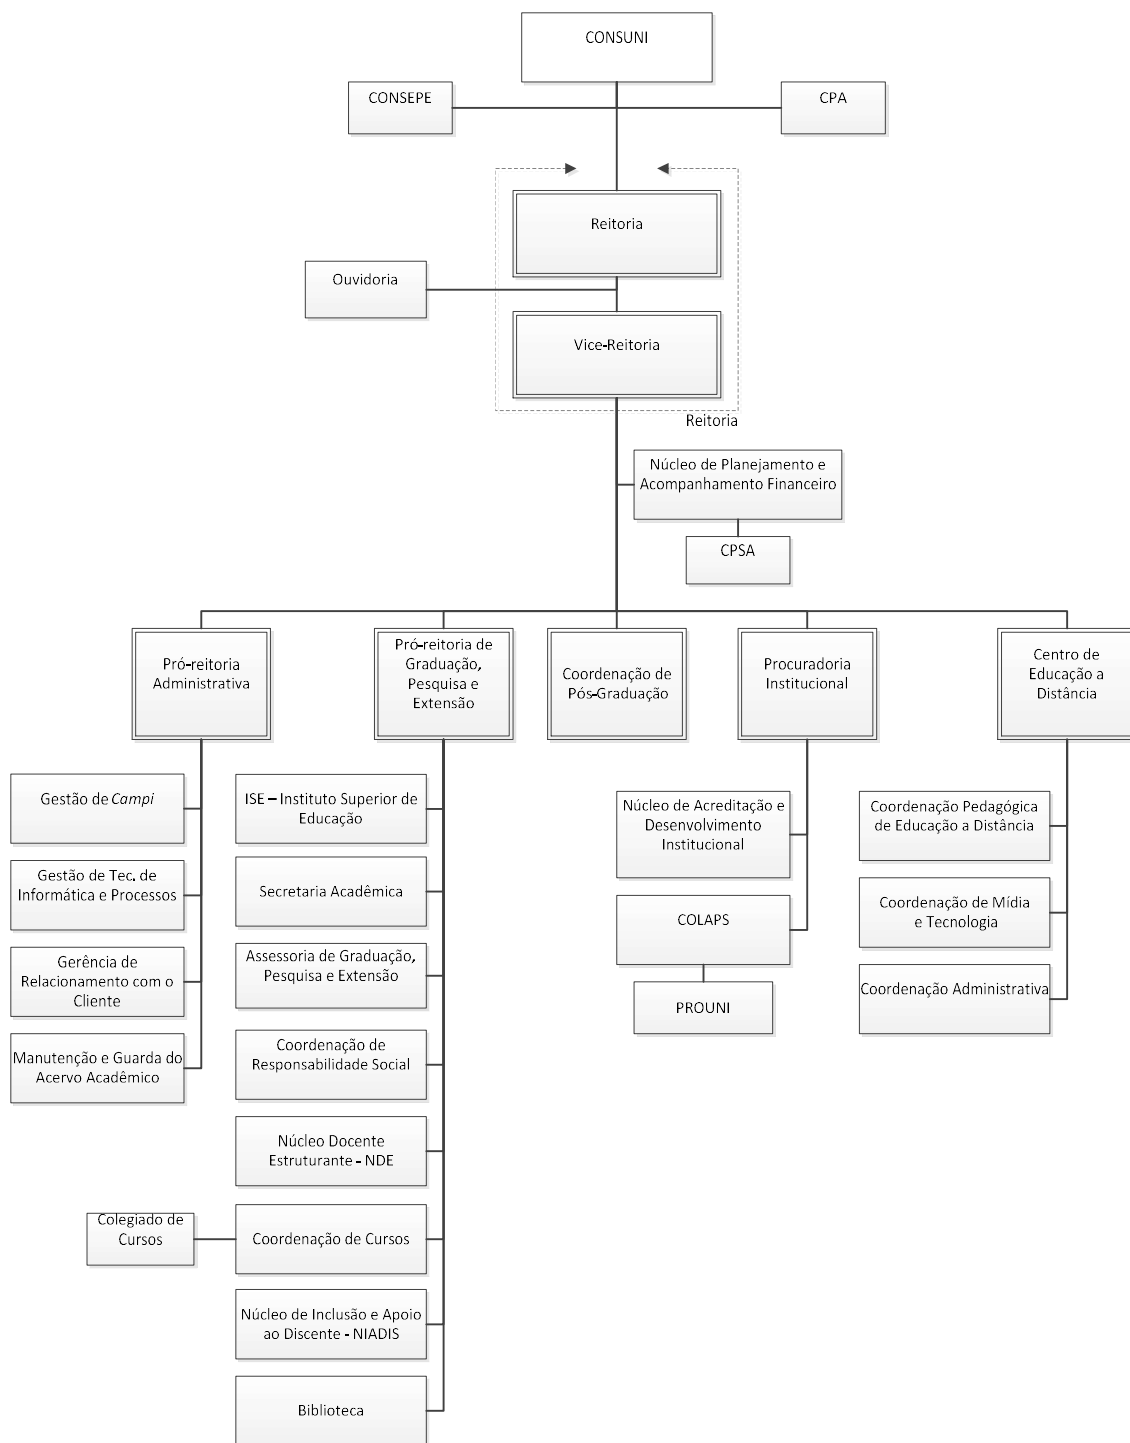 CONSUNI
CONSEPE
CPA
Reitoria
Ouvidoria
Vice-Reitoria
Reitoria
Núcleo de Planejamento e
Acompanhamento Financeiro
CPSA
Pró-reitoria
Administrativa
Pró-reitoria de
Graduação,
Pesquisa e
Extensão
Coordenação de
Pós-Graduação
Procuradoria
Institucional
Centro de
Educação a
Distância
Gestão de Campi
Gestão de Tec. de
Informática e Processos
Gerência de
Relacionamento com o
Cliente
Manutenção e Guarda do
Acervo Acadêmico
ISE – Instituto Superior de
Educação
Secretaria Acadêmica
Assessoria de Graduação,
Pesquisa e Extensão
Coordenação de
Responsabilidade Social
Núcleo Docente
Estruturante - NDE
Colegiado de
Cursos
Coordenação de Cursos
Núcleo de Inclusão e Apoio
ao Discente - NIADIS
Biblioteca
Núcleo de Acreditação e
Desenvolvimento
Institucional
COLAPS
PROUNI
Coordenação Pedagógica
de Educação a Distância
Coordenação de Mídia
e Tecnologia
Coordenação Administrativa